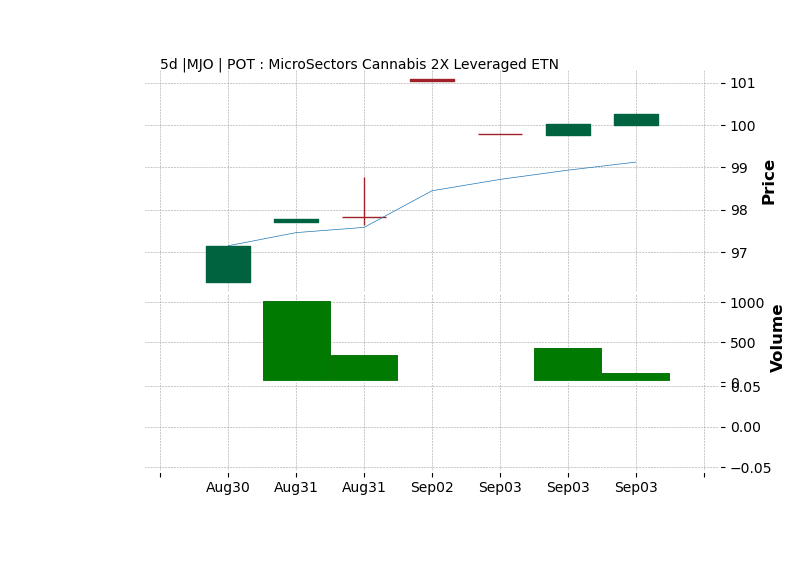 5d |MJO | POT : MicroSectors Cannabis 2X Leveraged ETN
101
100
99
98
97
Price
1000
500
0
Volume
0.05
0.00
−0.05
Aug30 Aug31 Aug31 Sep02 Sep03 Sep03 Sep03